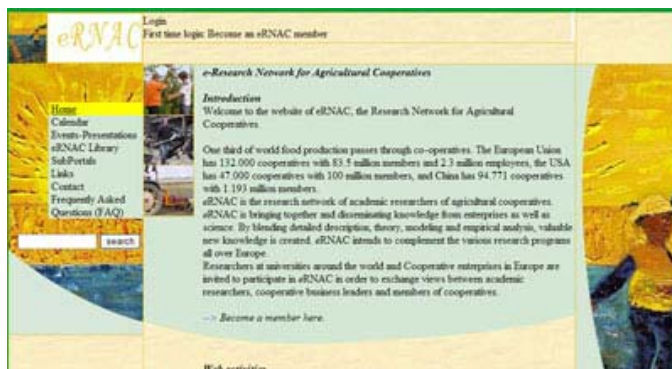 eRNAC
Login
First time login: Become an eRNAC member
Home
Calendar
Events-Presentations
eRNAC Library
SubPortals
Links
Contact
Frequently Asked
Questions (FAQ)
search
e-Research Network for Agricultural Cooperatives
Introduction
Welcome to the website of eRNAC, the Research Network for Agricultural
Cooperatives.
One third of world food production passes through co-operatives. The European Union
has 132.000 cooperatives with 83.5 million members and 2.3 million employees, the USA
has 47.000 cooperatives with 100 million members, and China has 94.771 cooperatives
with 1.193 million members.
eRNAC is the research network of academic researchers of agricultural cooperatives.
eRNAC is bringing together and disseminating knowledge from enterprises as well as
science. By blending detailed description, theory, modeling and empirical analysis, valuable
new knowledge is created. eRNAC intends to complement the various research programs
all over Europe.
Researchers at universities around the world and Cooperative enterprises in Europe are
invited to participate in eRNAC in order to exchange views between academic
researchers, cooperative business leaders and members of cooperatives.
--> Become a member here.
Web activities